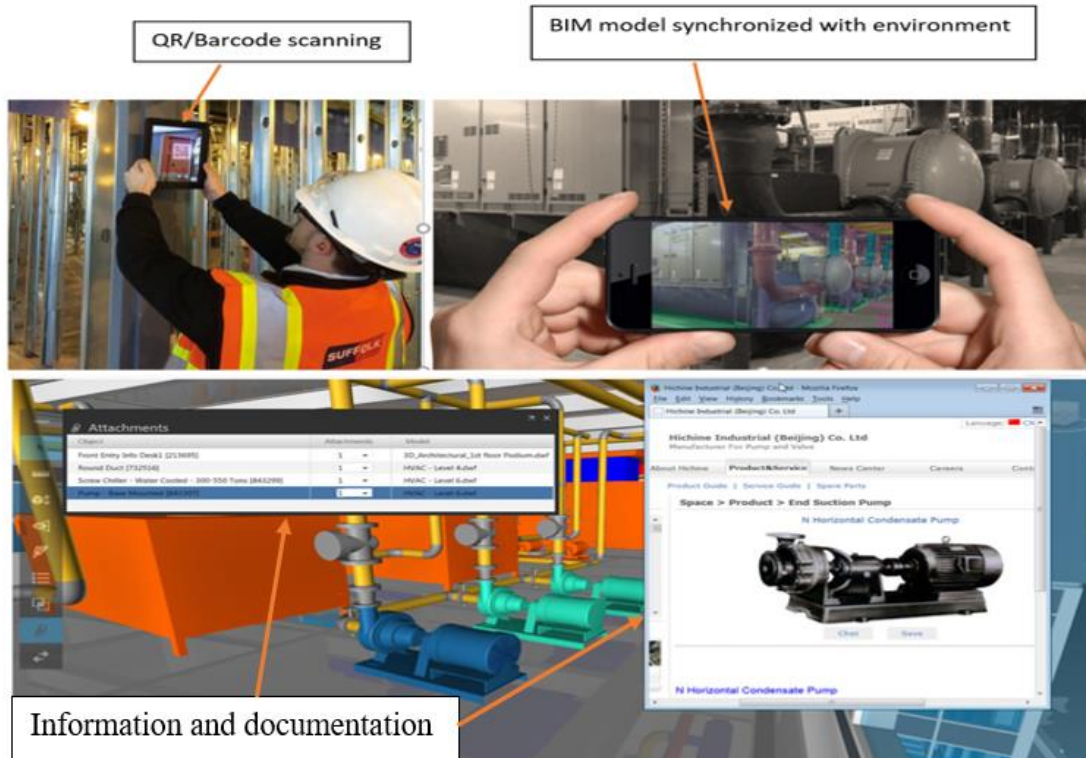 QR/Barcode scanning
BIM model synchronized with environment
SUFFOLK
Attachments
Object Attachments Model
Front Entry Info Desk1 [213695] 1 3D_Architectural_1st floor Podium.dwf
Round Duct [732516] 1 HVAC - Level 4.dwf
Screw Chiller - Water Cooled - 300-550 Tons [843299] 1 HVAC - Level 6.dwf
Pump - Base Mounted 1 HVAC - Level 6.dwf
Hichine Industrial (Beijing) Co. Ltd - Mozilla Firefox
File Edit View History Bookmarks Tools Help
Hichine Industrial (Beijing) Co. Ltd
Language:
Hichine Industrial (Beijing) Co. Ltd
Manufacturer For Pump and Valve
About Hichine Product&Service News Center Careers Cont
Product Guide | Service Guide | Spare Parts
Space > Product > End Suction Pump
N Horizontal Condensate Pump
Chat Save
N Horizontal Condensate Pump
Information and documentation